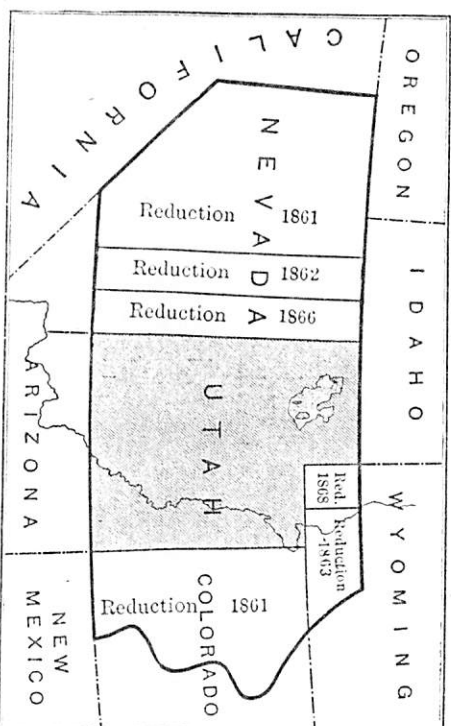 CALIFORNIA
OREGON
NEVADA
IDAHO
Reduction 1861
Reduction 1862
Reduction 1866
UTAH
ARIZONA
Red.
1868
Reduction
-1863
WYOMING
Reduction 1861
COLORADO
NEW
MEXICO